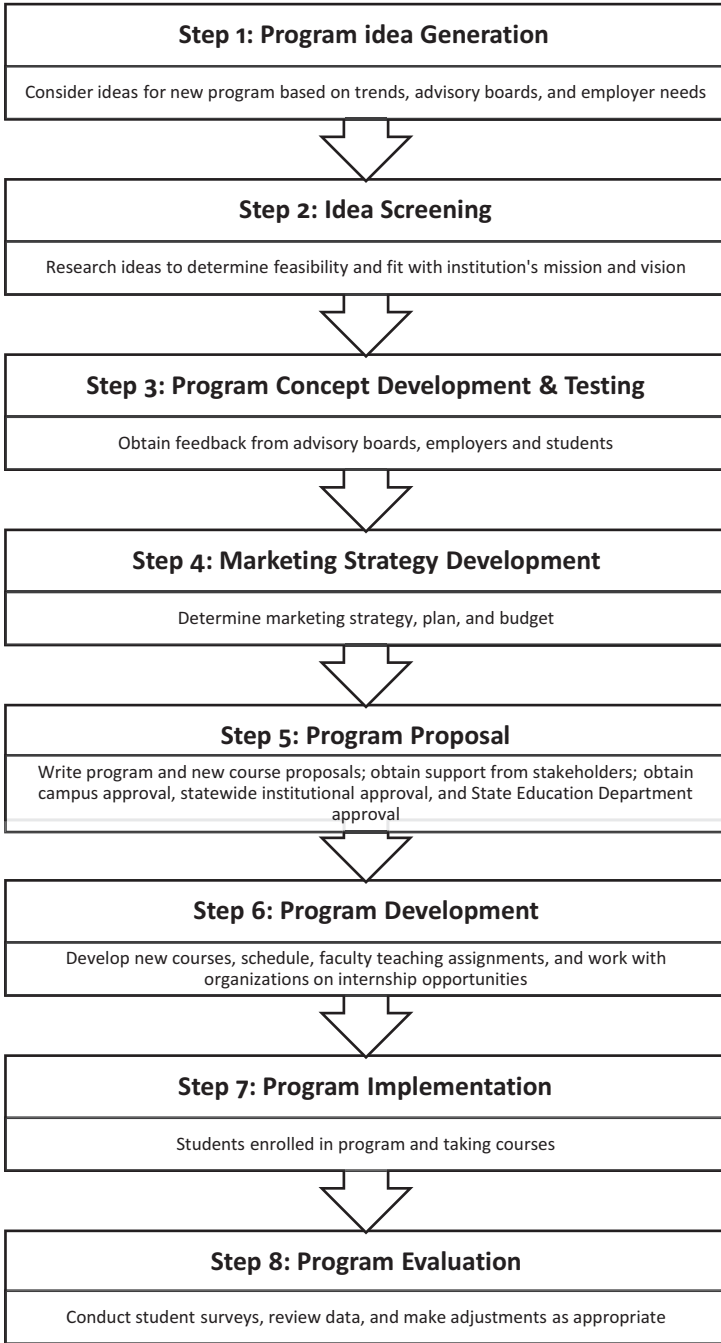 Step 1: Program idea Generation
Consider ideas for new program based on trends, advisory boards, and employer needs
Step 2: Idea Screening
Research ideas to determine feasibility and fit with institution's mission and vision
Step 3: Program Concept Development & Testing
Obtain feedback from advisory boards, employers and students
Step 4: Marketing Strategy Development
Determine marketing strategy, plan, and budget
Step 5: Program Proposal
Write program and new course proposals; obtain support from stakeholders; obtain
campus approval, statewide institutional approval, and State Education Department
approval
Step 6: Program Development
Develop new courses, schedule, faculty teaching assignments, and work with
organizations on internship opportunities
Step 7: Program Implementation
Students enrolled in program and taking courses
Step 8: Program Evaluation
Conduct student surveys, review data, and make adjustments as appropriate